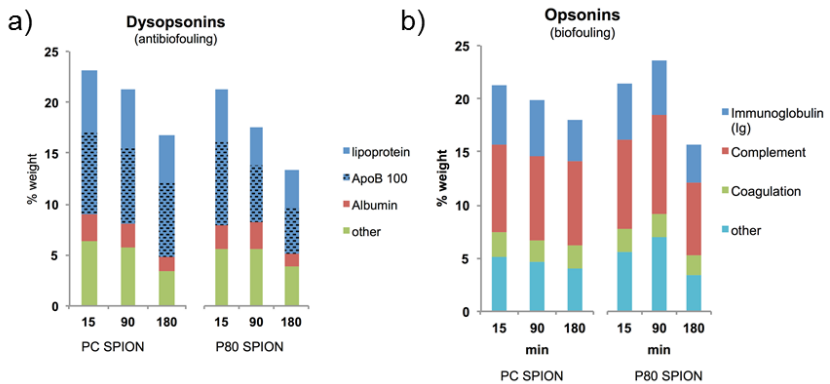 a)
Dysopsonins
(antibiofouling)
25
20
15
10
5
0
% weight
15 90 180 15 90 180
PC SPION P80 SPION
lipoprotein
ApoB 100
Albumin
other
b)
Opsonins
(biofouling)
25
20
15
10
5
0
% weight
15 90 180 15 90 180
min min
PC SPION P80 SPION
Immunoglobulin
(Ig)
Complement
Coagulation
other